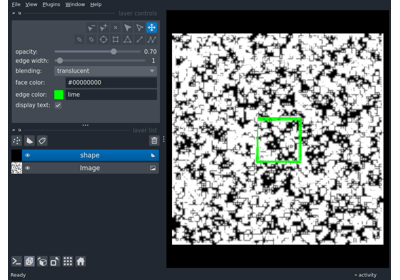 File View Plugins Window Help
layer controls
opacity: 0.70
edge width: 1
blending: translucent
face color: #00000000
edge color: lime
display text:
layer list
shape
Image
Ready
activity